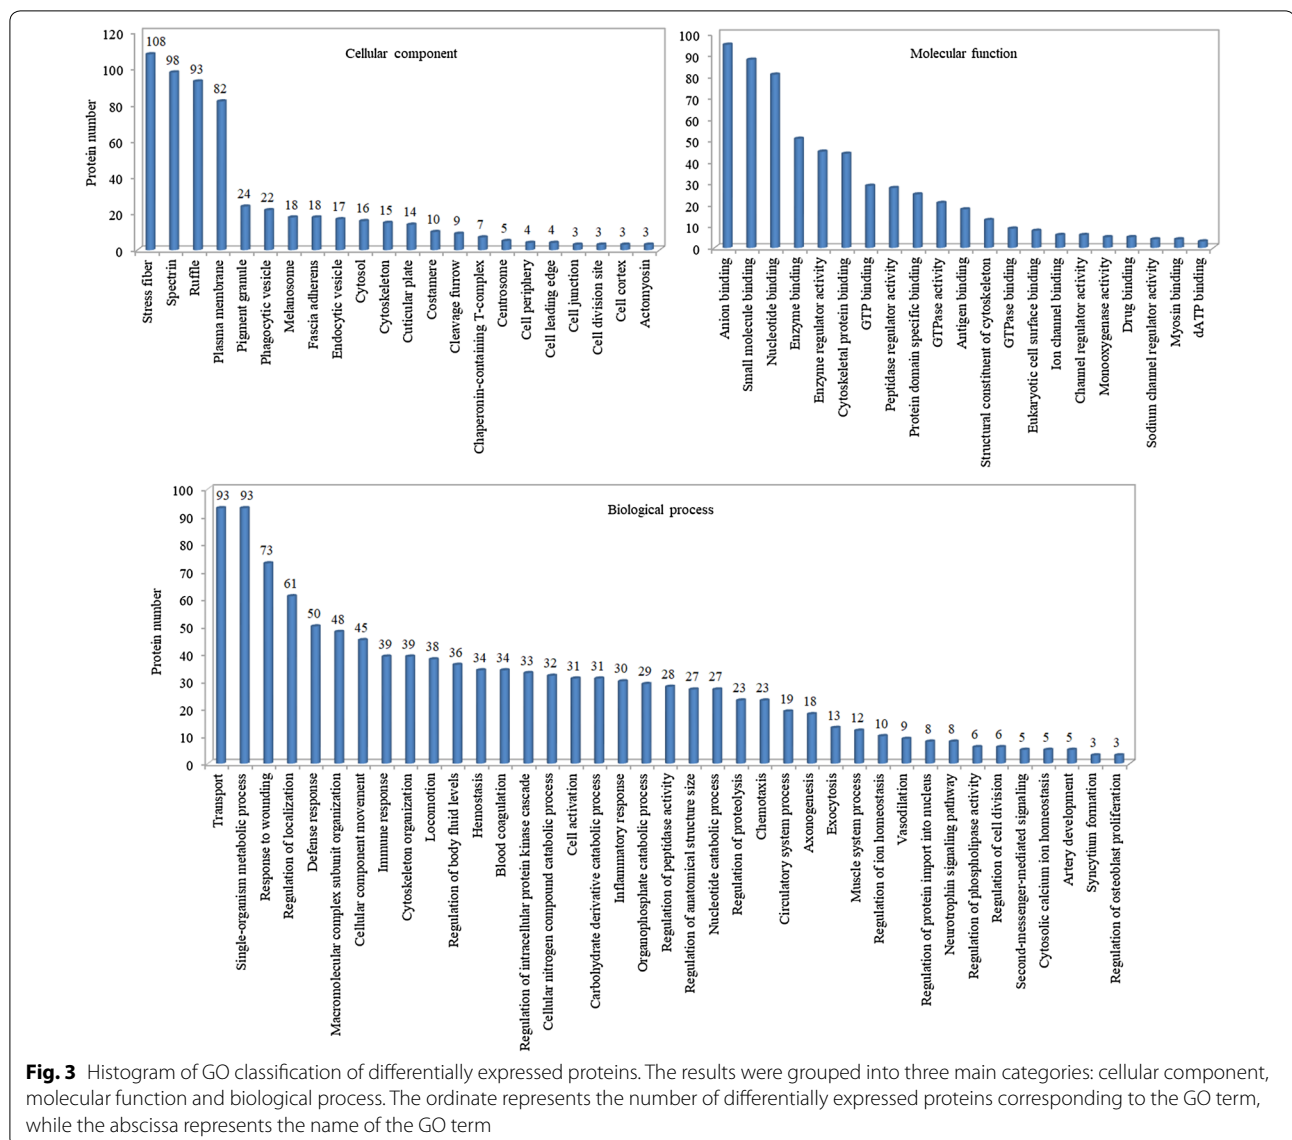 Cellular component
Protein number
120
100
80
60
40
20
0
108
98
93
82
24
22
18
18
17
16
15
14
10
9
7
5
4
4
3
3
3
3
Stress fiber
Spectrin
Ruffle
Plasma membrane
Pigment granule
Phagocytic vesicle
Melanosome
Fascia adherens
Endocytic vesicle
Cytosol
Cytoskeleton
Cuticular plate
Costamere
Cleavage furrow
Chaperonin-containing T-complex
Centrosome
Cell periphery
Cell leading edge
Cell junction
Cell division site
Cell cortex
Actomyosin
Molecular function
100
90
80
70
60
50
40
30
20
10
0
Anion binding
Small molecule binding
Nucleotide binding
Enzyme binding
Enzyme regulator activity
Cytoskeletal protein binding
GTP binding
Peptidase regulator activity
Protein domain specific binding
GTPase activity
Antigen binding
Structural constituent of cytoskeleton
GTPase binding
Eukaryotic cell surface binding
Ion channel binding
Channel regulator activity
Monooxygenase activity
Drug binding
Sodium channel regulator activity
Myosin binding
dATP binding
Biological process
Protein number
100
90
80
70
60
50
40
30
20
10
0
93
93
73
61
50
48
45
39
39
38
36
34
34
33
32
31
31
30
29
28
27
27
23
23
19
18
13
12
10
9
8
8
6
6
5
5
5
3
3
Transport
Single-organism metabolic process
Response to wounding
Regulation of localization
Defense response
Macromolecular complex subunit organization
Cellular component movement
Immune response
Cytoskeleton organization
Locomotion
Regulation of body fluid levels
Hemostasis
Blood coagulation
Regulation of intracellular protein kinase cascade
Cellular nitrogen compound catabolic process
Cell activation
Carbohydrate derivative catabolic process
Inflammatory response
Organophosphate catabolic process
Regulation of peptidase activity
Regulation of anatomical structure size
Nucleotide catabolic process
Regulation of proteolysis
Chemotaxis
Circulatory system process
Axonogenesis
Exocytosis
Muscle system process
Regulation of ion homeostasis
Vasodilation
Regulation of protein import into nucleus
Neurotrophin signaling pathway
Regulation of phospholipase activity
Regulation of cell division
Second-messenger-mediated signaling
Cytosolic calcium ion homeostasis
Artery development
Syncytium formation
Regulation of osteoblast proliferation
Fig. 3 Histogram of GO classification of differentially expressed proteins. The results were grouped into three main categories: cellular component,
molecular function and biological process. The ordinate represents the number of differentially expressed proteins corresponding to the GO term,
while the abscissa represents the name of the GO term